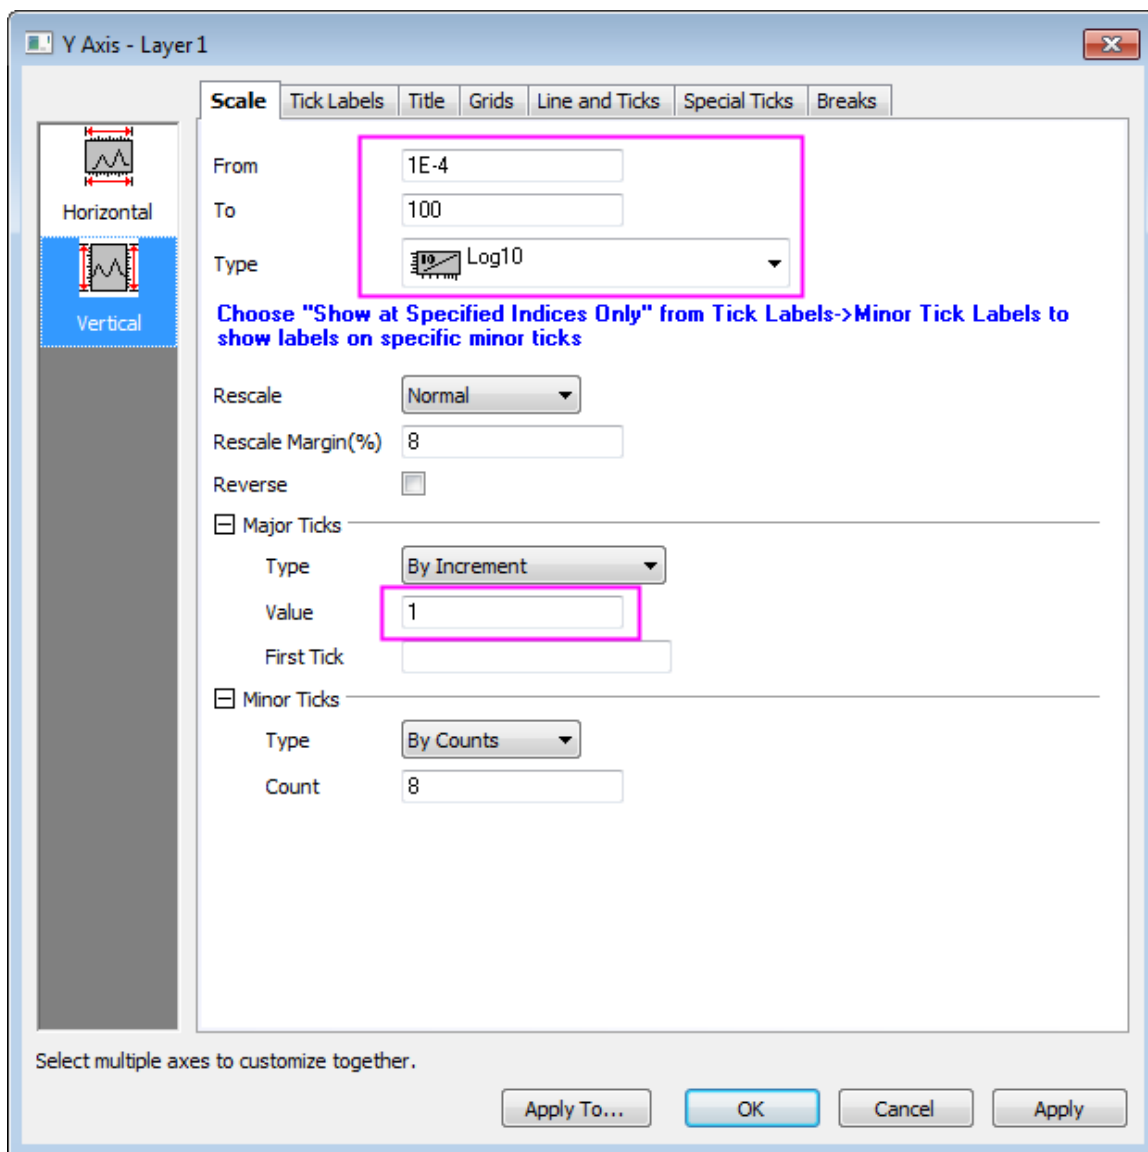 Y Axis - Layer1
Scale Tick Labels Title Grids Line and Ticks Special Ticks Breaks
Horizontal
Vertical
From 1E-4
To 100
Type Log10
Choose "Show at Specified Indices Only" from Tick Labels->Minor Tick Labels to
show labels on specific minor ticks
Rescale Normal
Rescale Margin(%) 8
Reverse
Major Ticks
Type By Increment
Value 1
First Tick
Minor Ticks
Type By Counts
Count 8
Select multiple axes to customize together.
Apply To... OK Cancel Apply